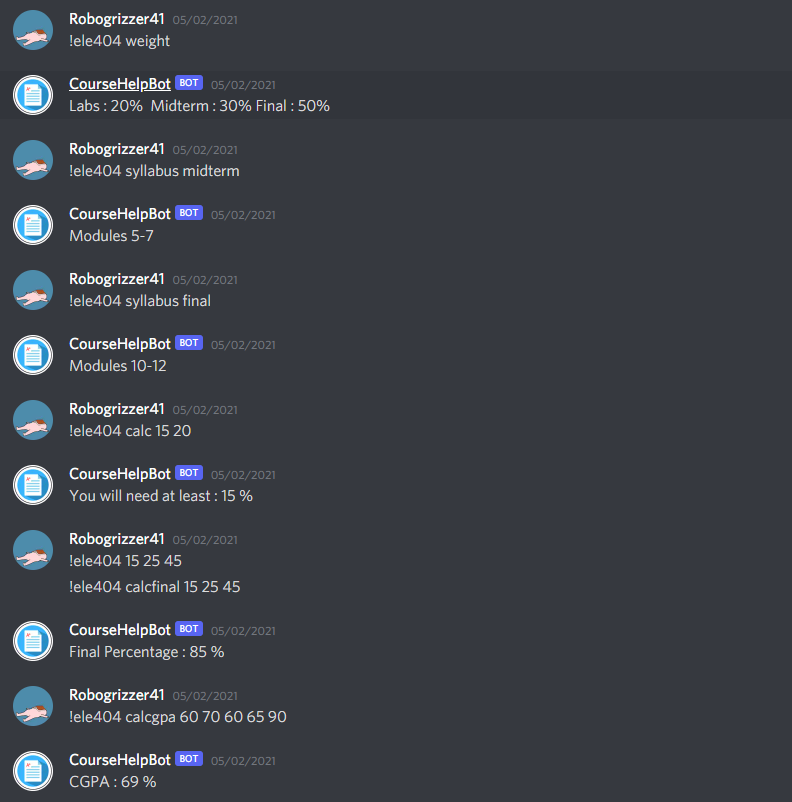 Robogrizzer41 05/02/2021
!ele404 weight
CourseHelpBot BOT 05/02/2021
Labs : 20%  Midterm : 30% Final : 50%
Robogrizzer41 05/02/2021
!ele404 syllabus midterm
CourseHelpBot BOT 05/02/2021
Modules 5-7
Robogrizzer41 05/02/2021
!ele404 syllabus final
CourseHelpBot BOT 05/02/2021
Modules 10-12
Robogrizzer41 05/02/2021
!ele404 calc 15 20
CourseHelpBot BOT 05/02/2021
You will need at least : 15 %
Robogrizzer41 05/02/2021
!ele404 15 25 45
!ele404 calcfinal 15 25 45
CourseHelpBot BOT 05/02/2021
Final Percentage : 85 %
Robogrizzer41 05/02/2021
!ele404 calcgpa 60 70 60 65 90
CourseHelpBot BOT 05/02/2021
CGPA : 69 %